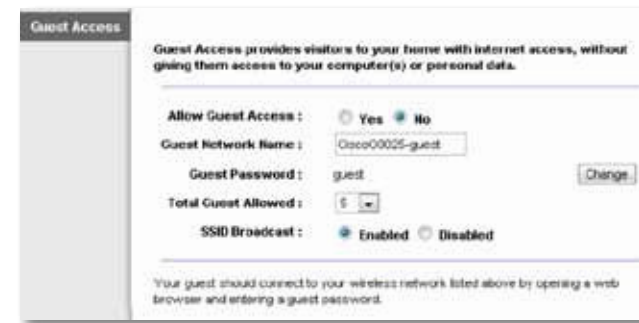 Guest Access
Guest Access provides visitors to your home with internet access, without
giving them access to your computer(s) or personal data.
Allow Guest Access : Yes No
Guest Network Name : Cisco00025-guest
Guest Password : guest Change
Total Guest Allowed : 5
SSID Broadcast : Enabled Disabled
Your guest should connect to your wireless network listed above by opening a web
browser and entering a guest password.